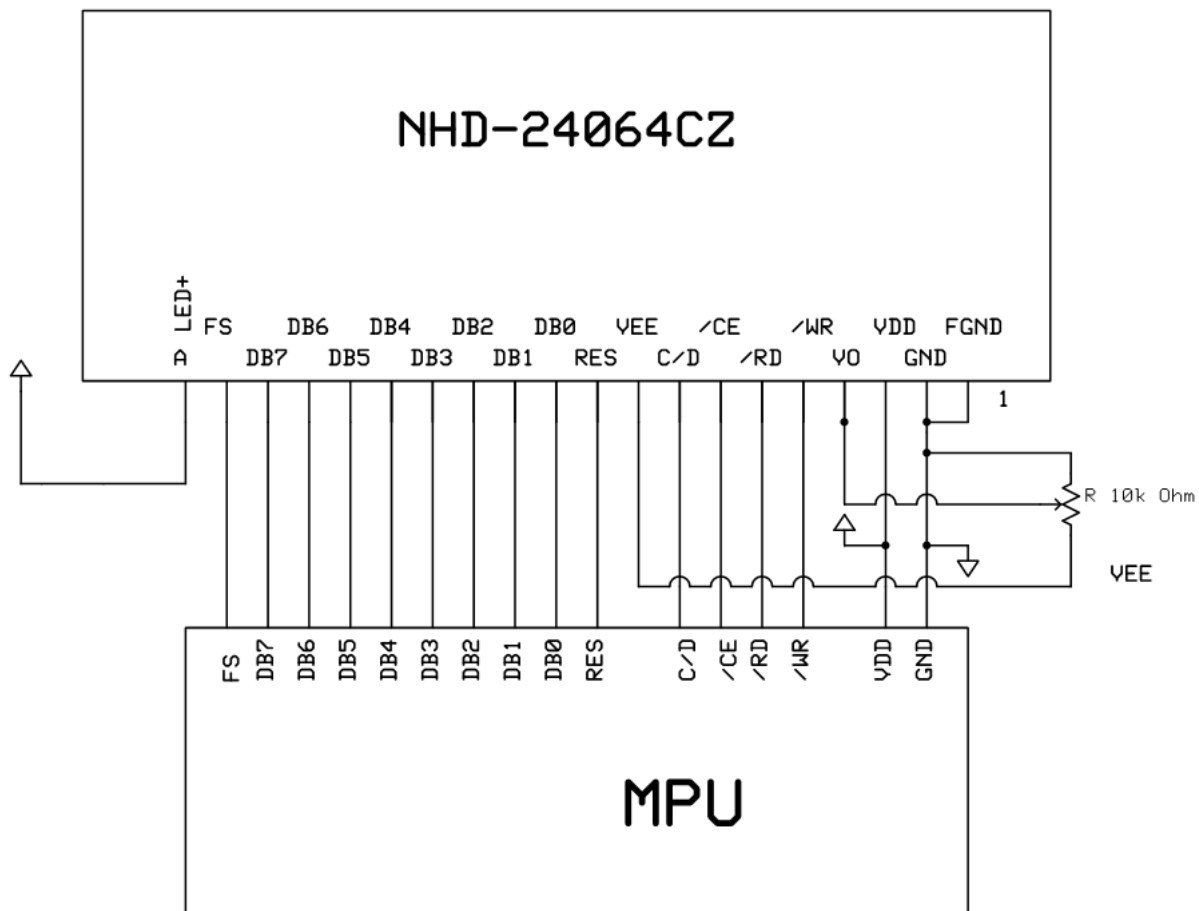 NHD-24064CZ
LED+
FS DB6 DB4 DB2 DB0 VEE /CE /WR VDD FGND
A DB7 DB5 DB3 DB1 RES C/D /RD VO GND
1
R 10k Ohm
VEE
FS DB7 DB6 DB5 DB4 DB3 DB2 DB1 DB0 RES C/D /CE /RD /WR VDD GND
MPU